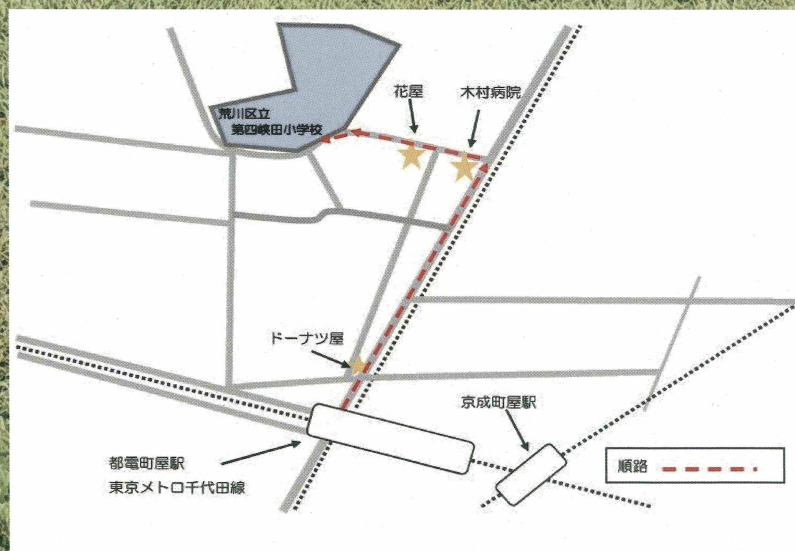 花屋
木村病院
荒川区立
第四峡田小学校
ドーナツ屋
京成町屋駅
都電町屋駅
東京メトロ千代田線
順路